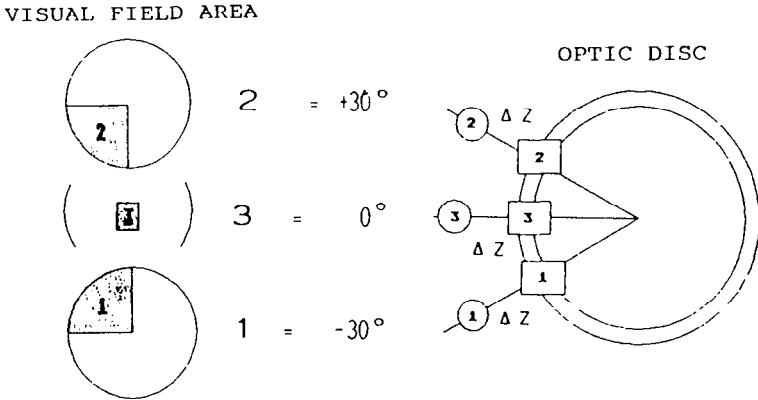 VISUAL FIELD AREA
OPTIC DISC
2
2 = +30°
3 = 0°
1
1 = -30°
2 Δ Z
2
3
3
Δ Z
1
1 Δ Z